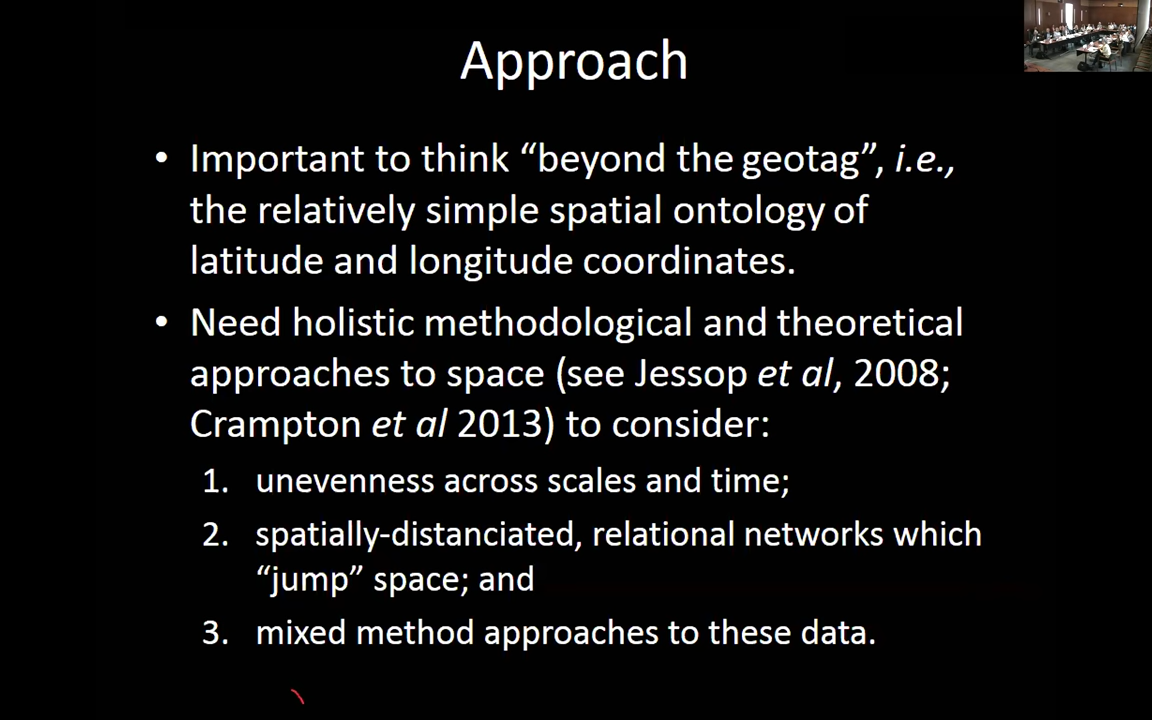 Approach
• Important to think “beyond the geotag”, i.e.,
the relatively simple spatial ontology of
latitude and longitude coordinates.
• Need holistic methodological and theoretical
approaches to space (see Jessop et al, 2008;
Crampton et al 2013) to consider:
1. unevenness across scales and time;
2. spatially-distanciated, relational networks which
“jump” space; and
3. mixed method approaches to these data.